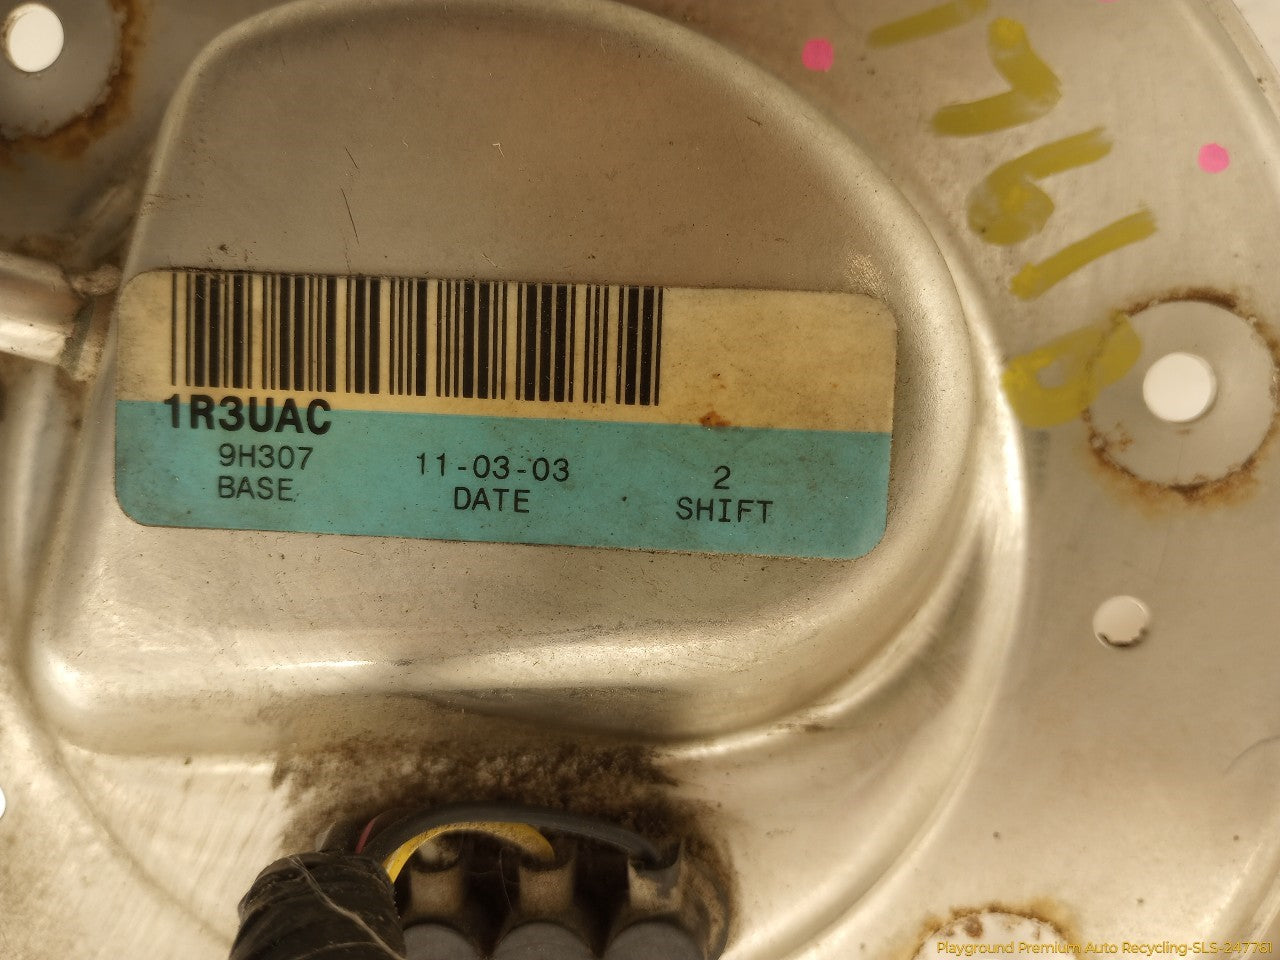 1R3UAC
9H307 11-03-03 2
BASE DATE SHIFT
Playground Premium Auto Recycling-SLS-247761